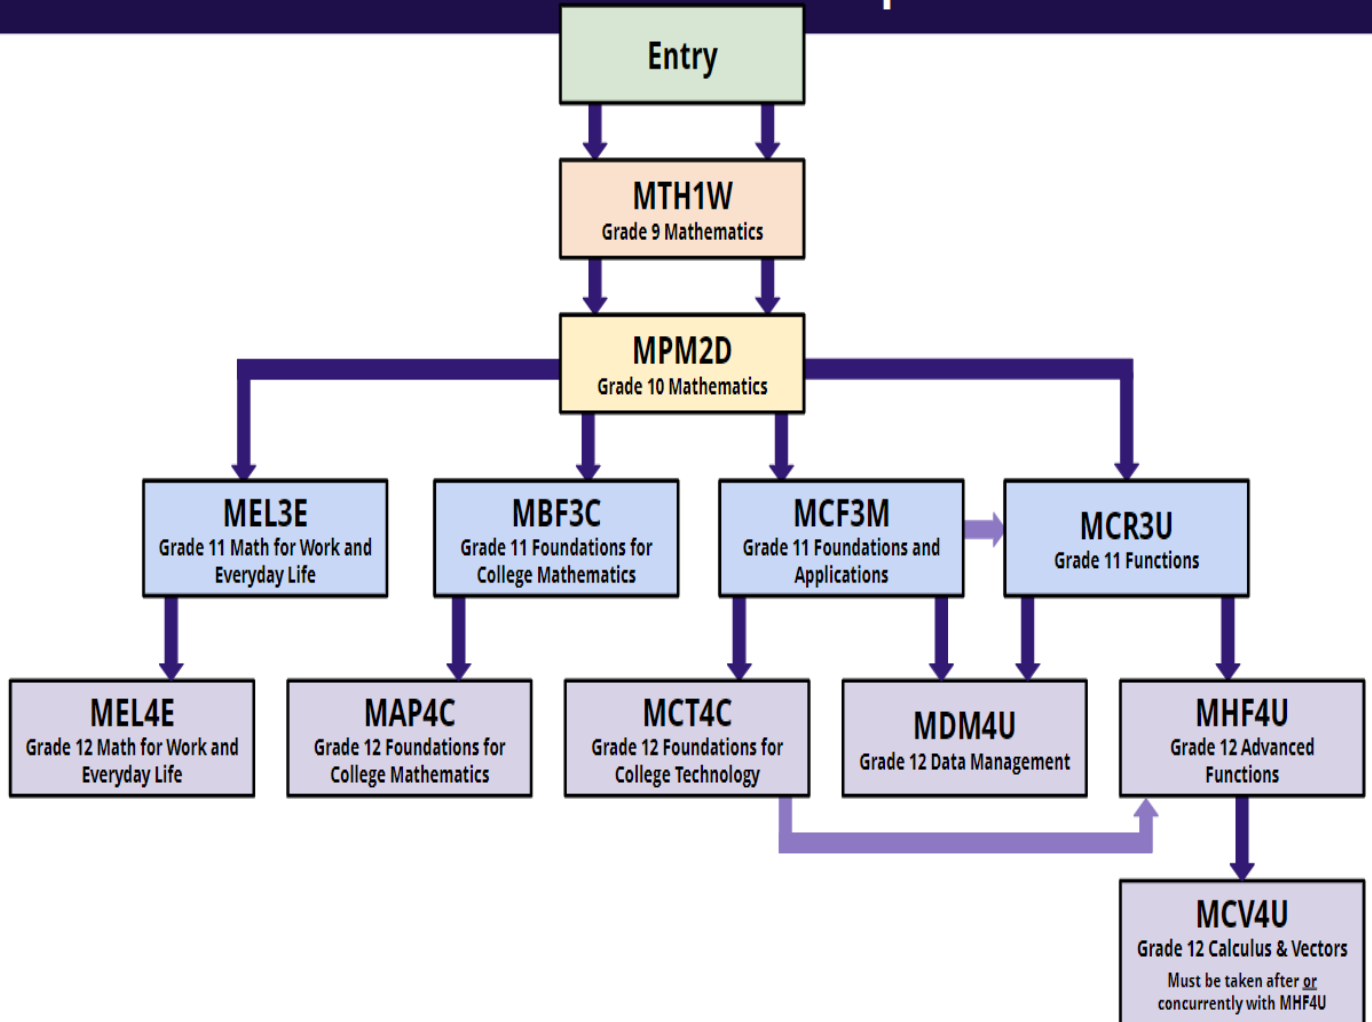 Entry
MTH1W
Grade 9 Mathematics
MPM2D
Grade 10 Mathematics
MEL3E
Grade 11 Math for Work and
Everyday Life
MBF3C
Grade 11 Foundations for
College Mathematics
MCF3M
Grade 11 Foundations and
Applications
MCR3U
Grade 11 Functions
MEL4E
Grade 12 Math for Work and
Everyday Life
MAP4C
Grade 12 Foundations for
College Mathematics
MCT4C
Grade 12 Foundations for
College Technology
MDM4U
Grade 12 Data Management
MHF4U
Grade 12 Advanced
Functions
MCV4U
Grade 12 Calculus & Vectors
Must be taken after or
concurrently with MHF4U